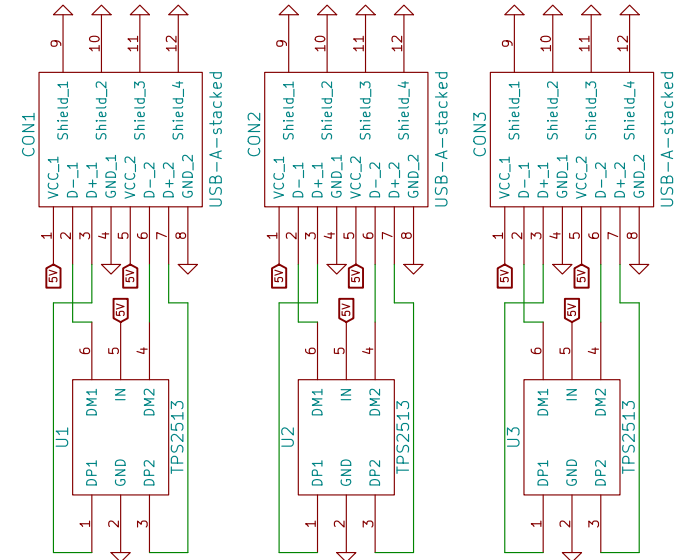 9 10 11 12
CON1
Shield_1 Shield_2 Shield_3 Shield_4
VCC_1 D-_1 D+_1 GND_1 VCC_2 D-_2 D+_2 GND_2
USB-A-stacked
1 2 3 4 5 6 7 8
5V 5V
5V
6 5 4
U1
DM1 IN DM2
DP1 GND DP2
TPS2513
1 2 3
9 10 11 12
CON2
Shield_1 Shield_2 Shield_3 Shield_4
VCC_1 D-_1 D+_1 GND_1 VCC_2 D-_2 D+_2 GND_2
USB-A-stacked
1 2 3 4 5 6 7 8
5V 5V
5V
6 5 4
U2
DM1 IN DM2
DP1 GND DP2
TPS2513
1 2 3
9 10 11 12
CON3
Shield_1 Shield_2 Shield_3 Shield_4
VCC_1 D-_1 D+_1 GND_1 VCC_2 D-_2 D+_2 GND_2
USB-A-stacked
1 2 3 4 5 6 7 8
5V 5V
5V
6 5 4
U3
DM1 IN DM2
DP1 GND DP2
TPS2513
1 2 3